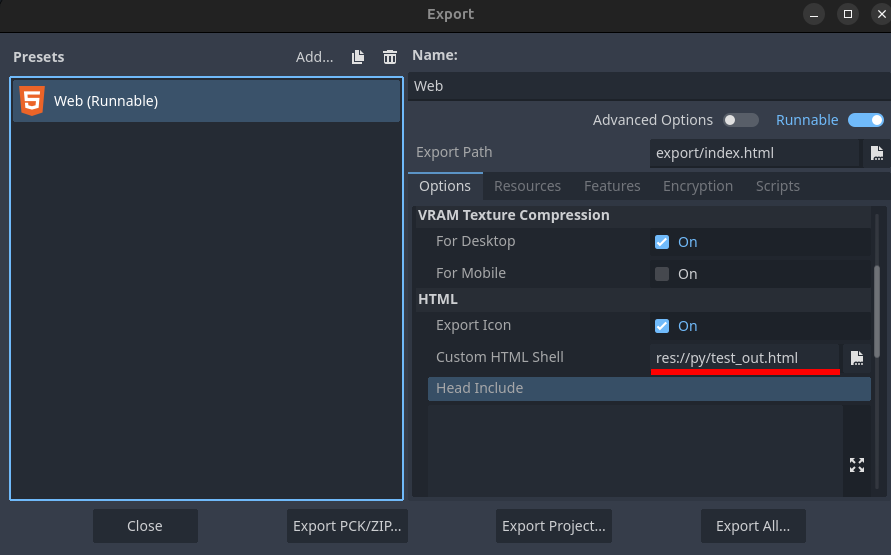 Export
Presets
Add...
Web (Runnable)
Name:
Web
Advanced Options
Runnable
Export Path
export/index.html
Options Resources Features Encryption Scripts
VRAM Texture Compression
For Desktop On
For Mobile On
HTML
Export Icon On
Custom HTML Shell res://py/test_out.html
Head Include
Close Export PCK/ZIP... Export Project... Export All...